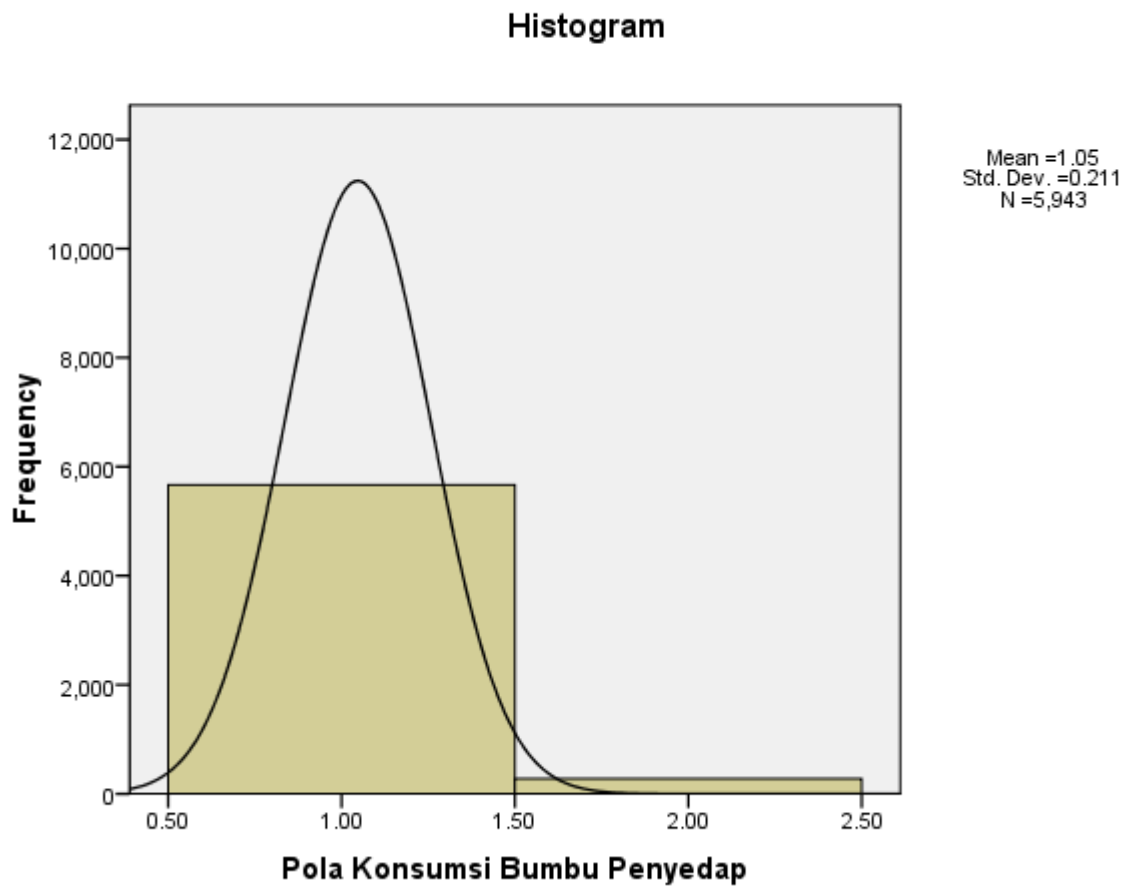 Histogram
Mean =1.05
Std. Dev. =0.211
N =5,943
Frequency
12,000
10,000
8,000
6,000
4,000
2,000
0
0.50 1.00 1.50 2.00 2.50
Pola Konsumsi Bumbu Penyedap